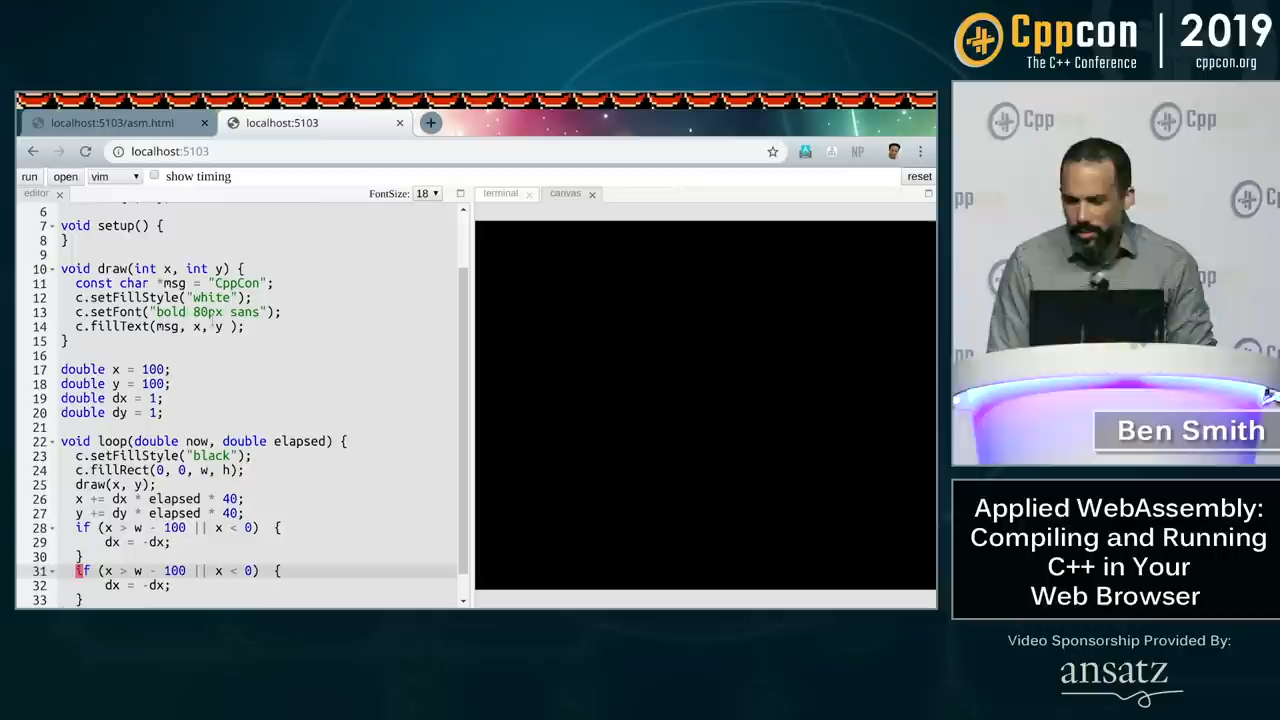 Cppcon
The C++ Conference
2019
cppcon.org
localhost:5103/asm.html
localhost:5103
localhost:5103
NP
run
open
vim
show timing
reset
editor
FontSize: 18
terminal
canvas
6
7 void setup() {
8 }
9
10 void draw(int x, int y) {
11 const char *msg = "CppCon";
12 c.setFillStyle("white");
13 c.setFont("bold 80px sans");
14 c.fillText(msg, x, y );
15 }
16
17 double x = 100;
18 double y = 100;
19 double dx = 1;
20 double dy = 1;
21
22 void loop(double now, double elapsed) {
23 c.setFillStyle("black");
24 c.fillRect(0, 0, w, h);
25 draw(x, y);
26 x += dx * elapsed * 40;
27 y += dy * elapsed * 40;
28 if (x > w - 100 || x < 0) {
29 dx = -dx;
30 }
31 if (x > w - 100 || x < 0) {
32 dx = -dx;
33 }
Cpp
Cpp
Ben Smith
Applied WebAssembly:
Compiling and Running
C++ in Your
Web Browser
Video Sponsorship Provided By:
ansatz